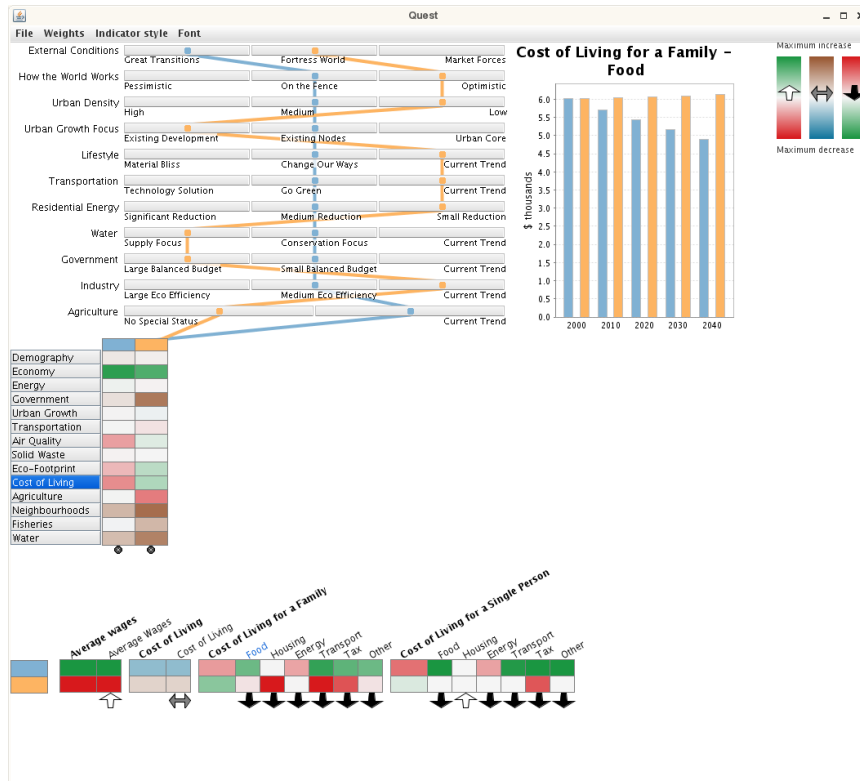 Quest
File Weights Indicator style Font
External Conditions
Great Transitions Fortress World Market Forces
How the World Works
Pessimistic On the Fence Optimistic
Urban Density
High Medium Low
Urban Growth Focus
Existing Development Existing Nodes Urban Core
Lifestyle
Material Bliss Change Our Ways Current Trend
Transportation
Technology Solution Go Green Current Trend
Residential Energy
Significant Reduction Medium Reduction Small Reduction
Water
Supply Focus Conservation Focus Current Trend
Government
Large Balanced Budget Small Balanced Budget Current Trend
Industry
Large Eco Efficiency Medium Eco Efficiency Current Trend
Agriculture
No Special Status Current Trend
Cost of Living for a Family –
Food
$ thousands
6.0
5.5
5.0
4.5
4.0
3.5
3.0
2.5
2.0
1.5
1.0
0.5
0.0
2000 2010 2020 2030 2040
Maximum increase
Maximum decrease
Demography
Economy
Energy
Government
Urban Growth
Transportation
Air Quality
Solid Waste
Eco-Footprint
Cost of Living
Agriculture
Neighbourhoods
Fisheries
Water
Average Wages
Average Wages
Cost of Living
Cost of Living
Cost of Living for a Family
Food
Housing
Energy
Transport
Tax
Other
Cost of Living for a Single Person
Food
Housing
Energy
Transport
Tax
Other